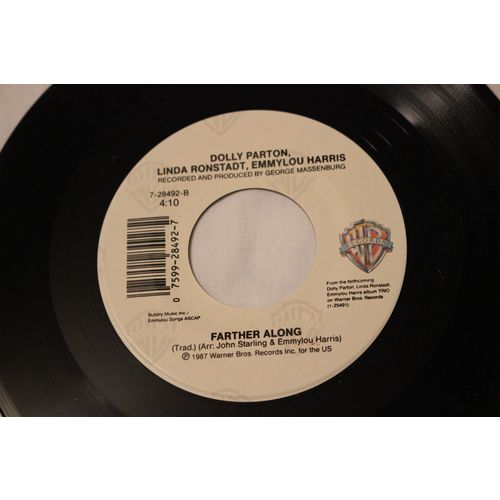 DOLLY PARTON,
LINDA RONSTADT, EMMYLOU HARRIS
RECORDED AND PRODUCED BY GEORGE MASSENBURG
7-28492-B
4:10
0 7599-28492-7
WB
RECORDS
From the forthcoming
Dolly Parton, Linda Ronstadt,
Emmylou Harris album TRIO
on Warner Bros. Records
(1-25491)
Bubbly Music Inc /
Emmylou Songs ASCAP
FARTHER ALONG
(Trad.) (Arr: John Starling & Emmylou Harris)
℗ 1987 Warner Bros. Records Inc. for the US